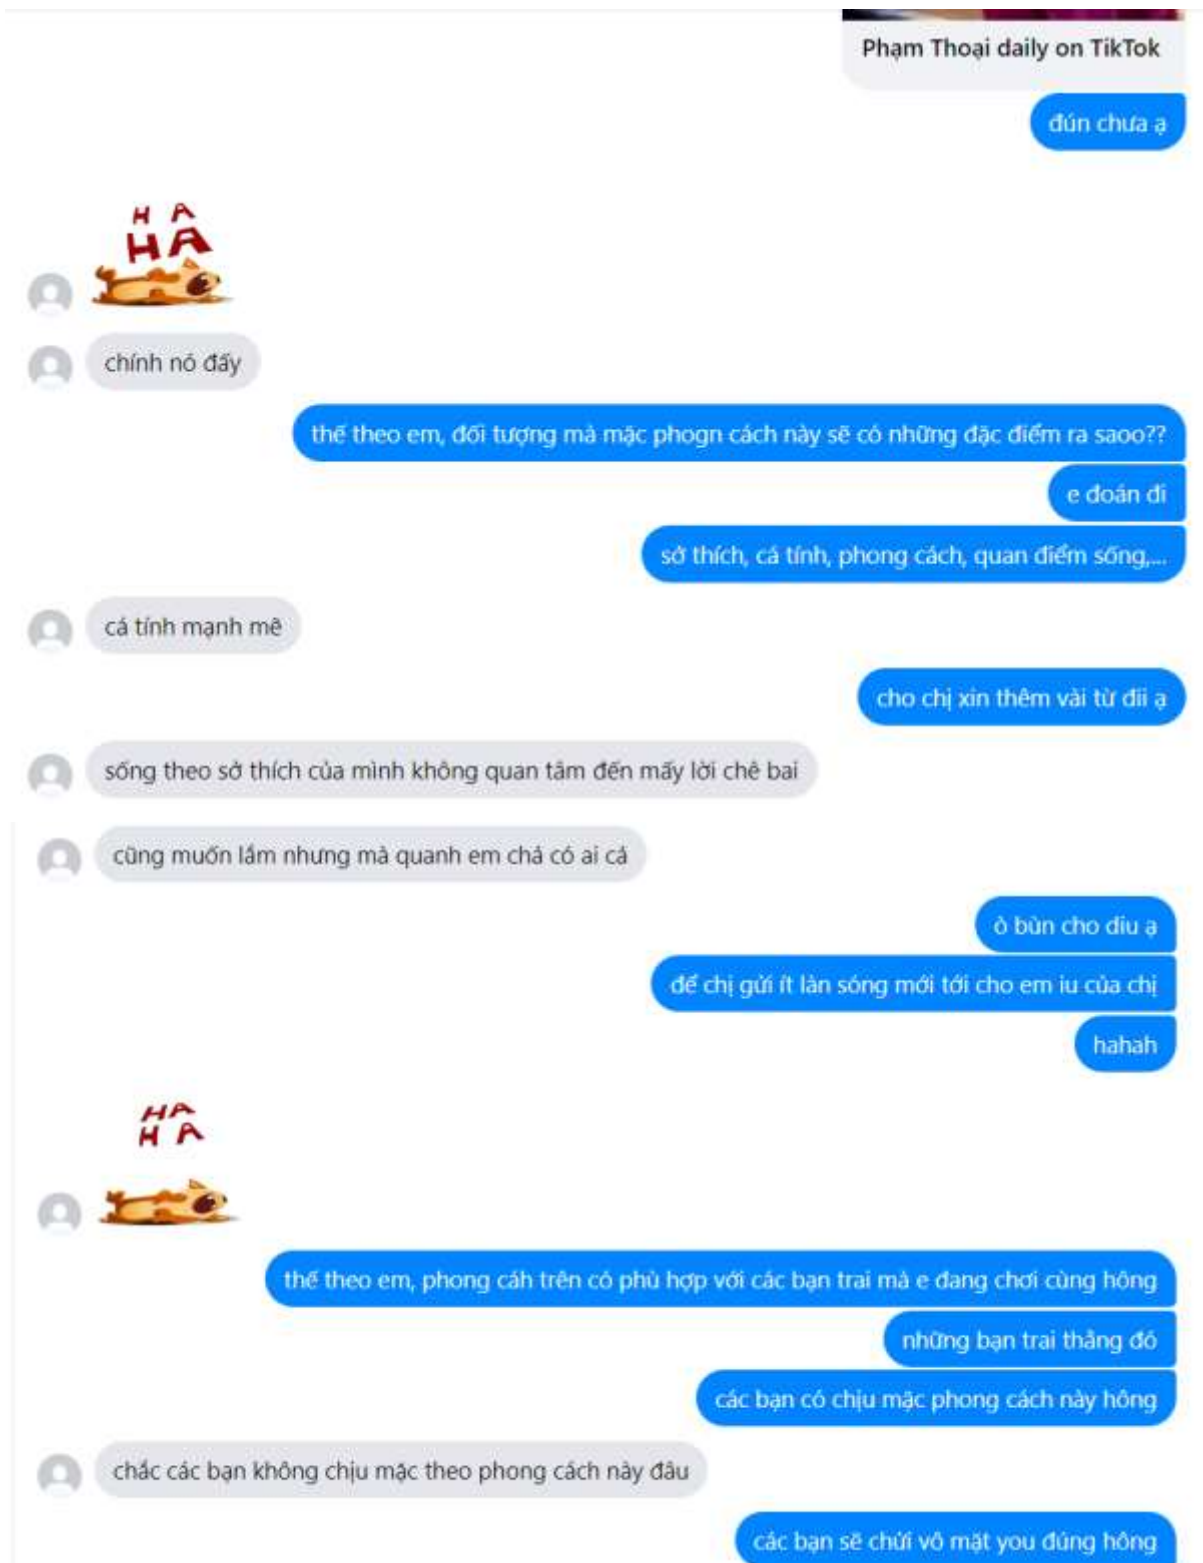 Phạm Thoại daily on TikTok
đún chưa ạ
HA
HA
chính nó đấy
thế theo em, đối tượng mà mặc phogn cách này sẽ có những đặc điểm ra saoo??
e đoán đi
sở thích, cá tính, phong cách, quan điểm sống,...
cá tính mạnh mẽ
cho chị xin thêm vài từ đii ạ
sống theo sở thích của mình không quan tâm đến mấy lời chê bai
cũng muốn lắm nhưng mà quanh em chả có ai cả
ò bùn cho diu ạ
để chị gửi ít làn sóng mới tới cho em iu của chị
hahah
HA
HA
thế theo em, phong cáh trên có phù hợp với các bạn trai mà e đang chơi cùng hông
những bạn trai thẳng đó
các bạn có chịu mặc phong cách này hông
chắc các bạn không chịu mặc theo phong cách này đâu
các bạn sẽ chửi vô mặt you đúng hông